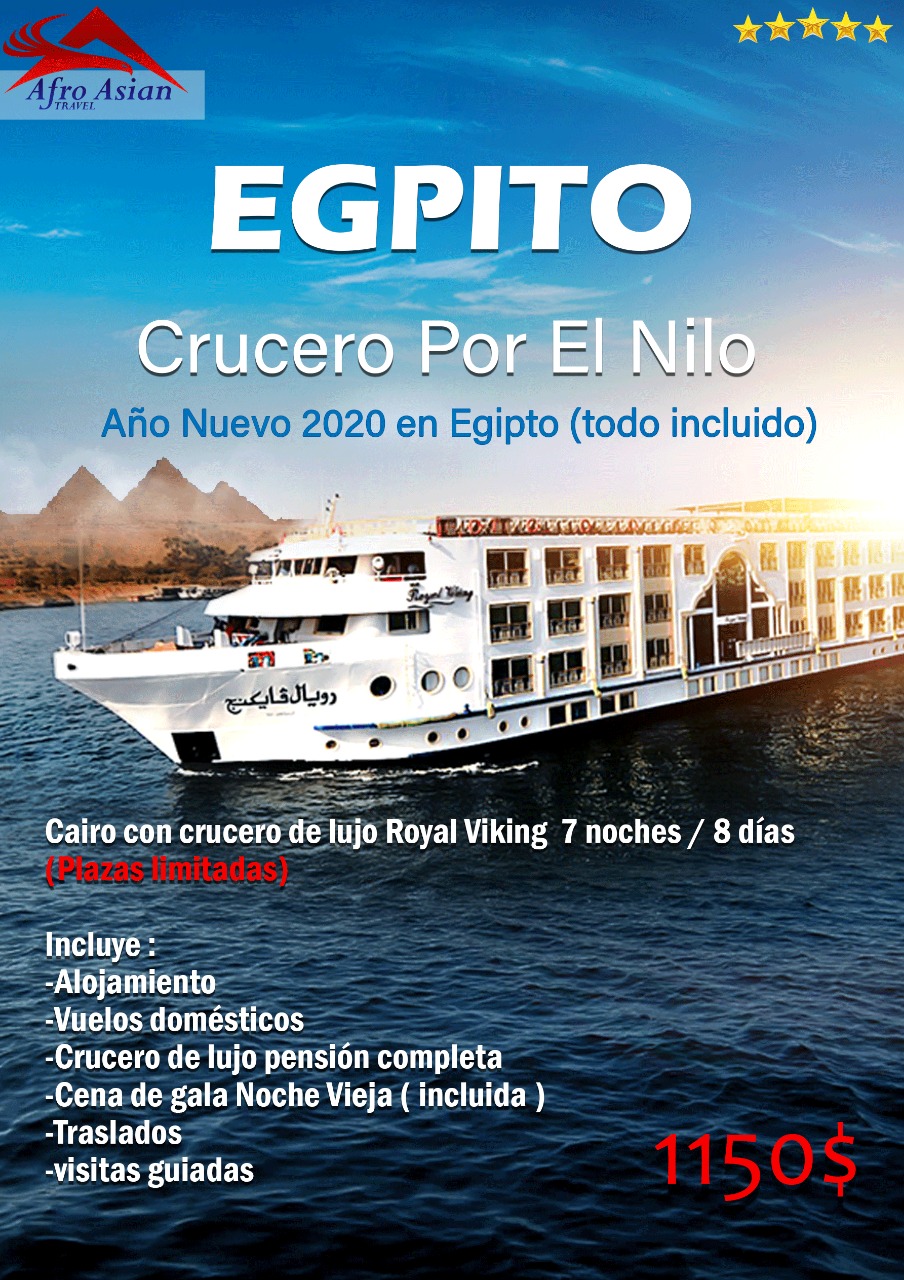 Afro Asian
TRAVEL
EGPITO
Crucero Por El Nilo
Año Nuevo 2020 en Egipto (todo incluido)
Royal Viking
رويال ڤايكنج
Cairo con crucero de lujo Royal Viking 7 noches / 8 días
(Plazas limitadas)
Incluye :
-Alojamiento
-Vuelos domésticos
-Crucero de lujo pensión completa
-Cena de gala Noche Vieja ( incluida )
-Traslados
-visitas guiadas
1150$